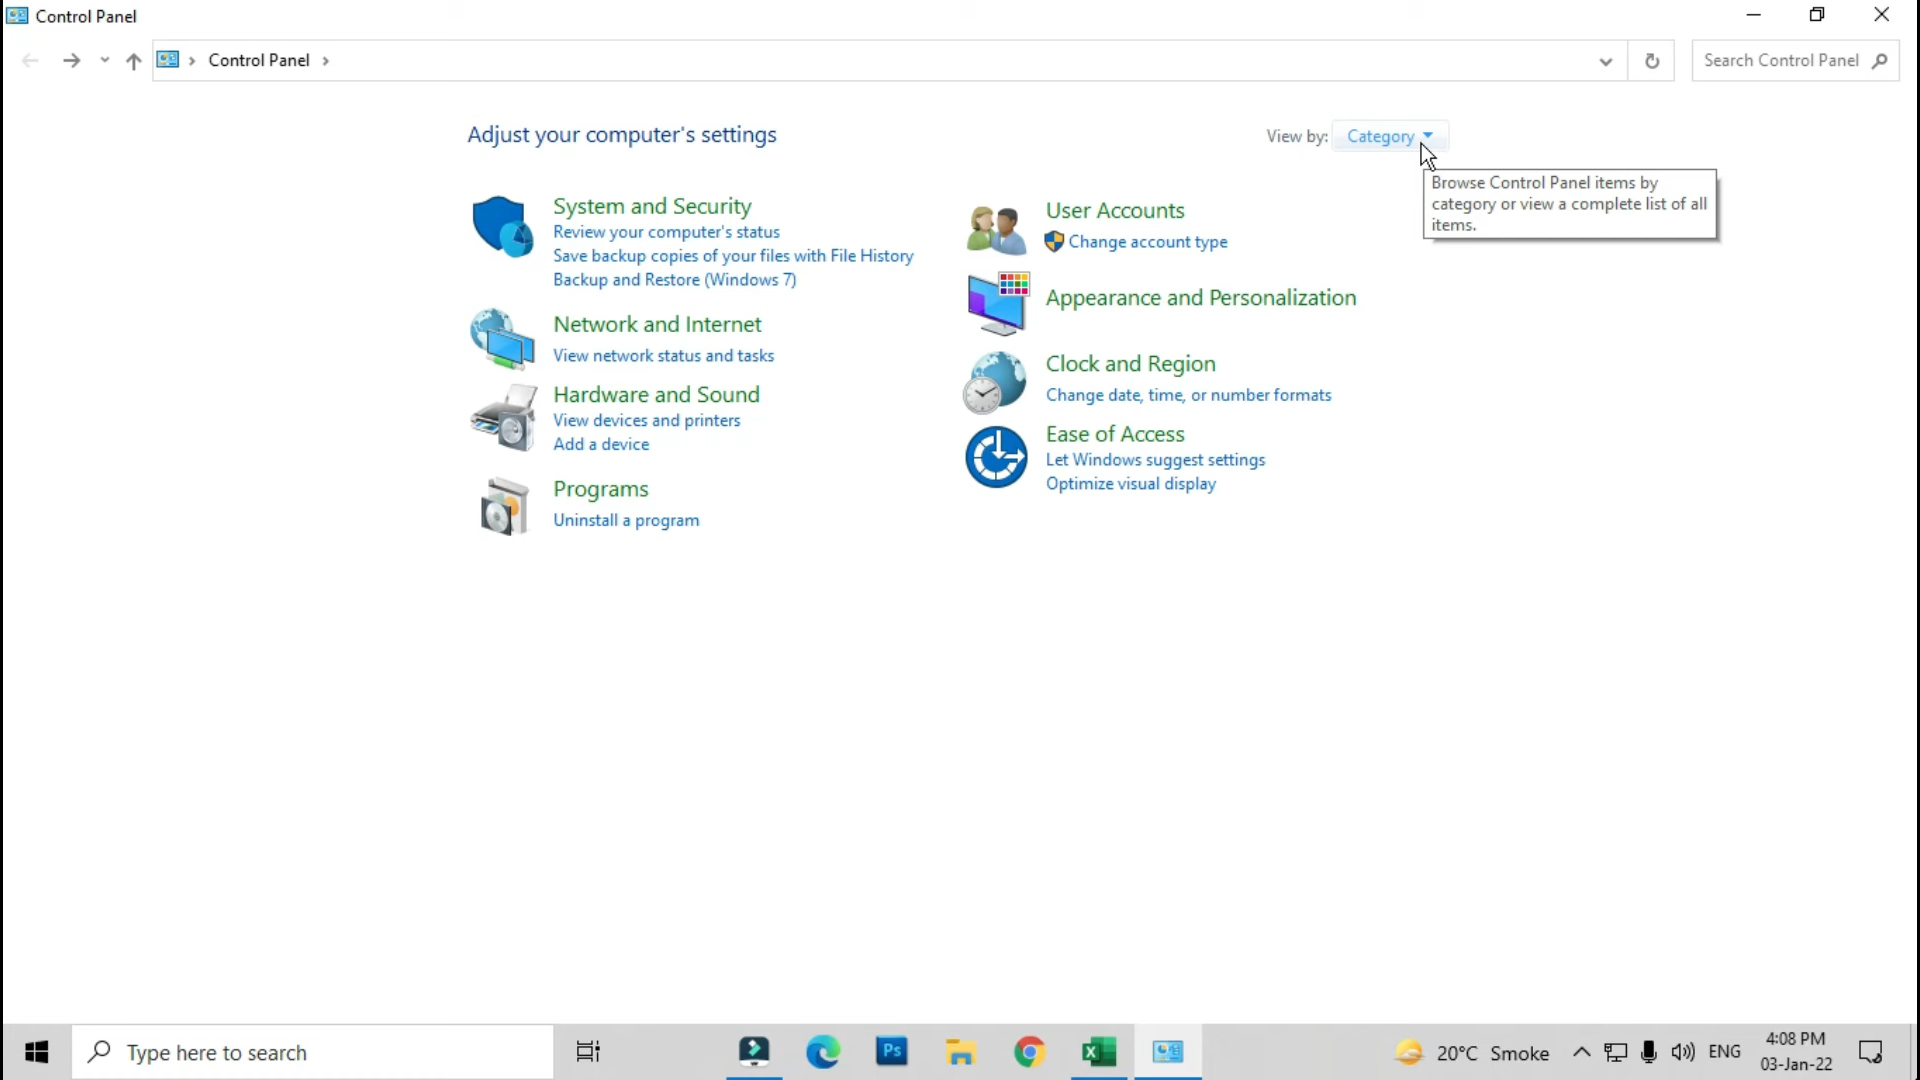 Control Panel
Control Panel
Search Control Panel
Adjust your computer's settings
View by:
Category
Browse Control Panel items by
category or view a complete list of all
items.
System and Security
Review your computer's status
Save backup copies of your files with File History
Backup and Restore (Windows 7)
Network and Internet
View network status and tasks
Hardware and Sound
View devices and printers
Add a device
Programs
Uninstall a program
User Accounts
Change account type
Appearance and Personalization
Clock and Region
Change date, time, or number formats
Ease of Access
Let Windows suggest settings
Optimize visual display
Type here to search
Ps
20°C Smoke
ENG
4:08 PM
03-Jan-22